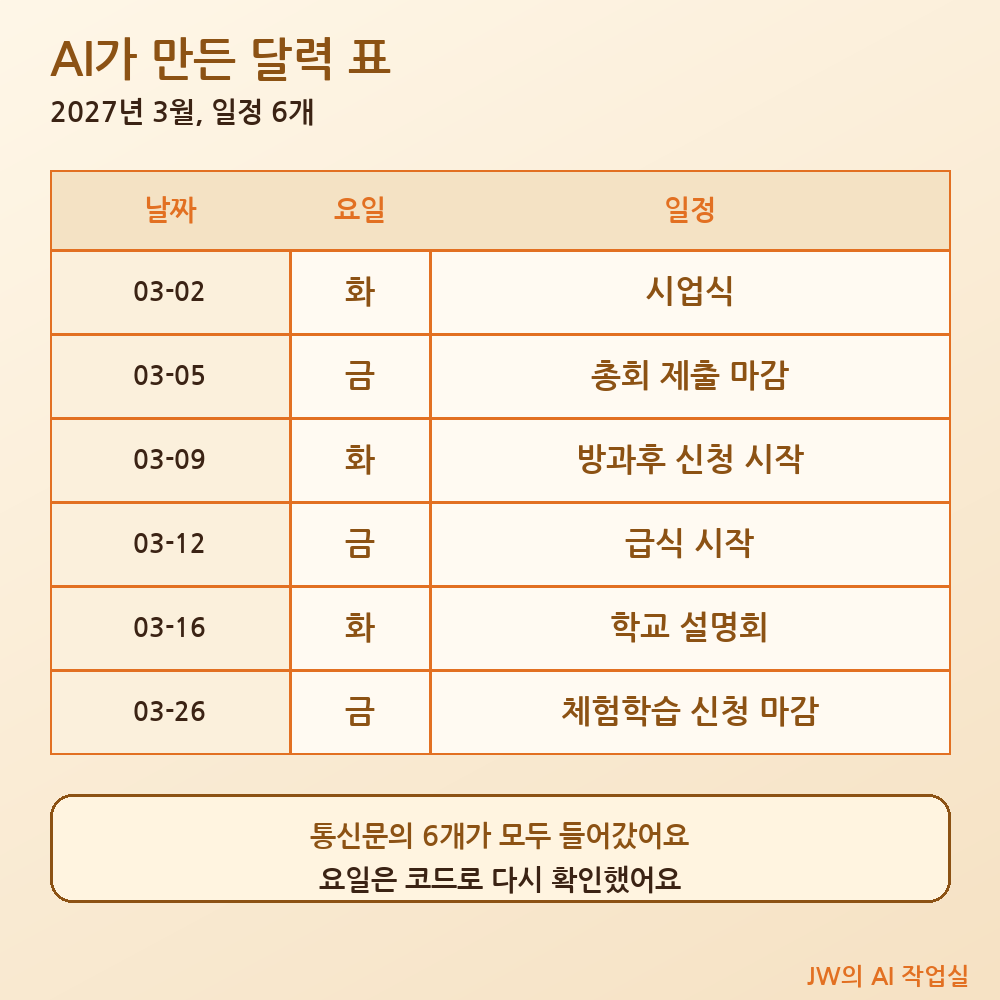 AI가 만든 달력 표
2027년 3월, 일정 6개
날짜 요일 일정
03-02 화 시업식
03-05 금 총회 제출 마감
03-09 화 방과후 신청 시작
03-12 금 급식 시작
03-16 화 학교 설명회
03-26 금 체험학습 신청 마감
통신문의 6개가 모두 들어갔어요
요일은 코드로 다시 확인했어요
JW의 AI 작업실